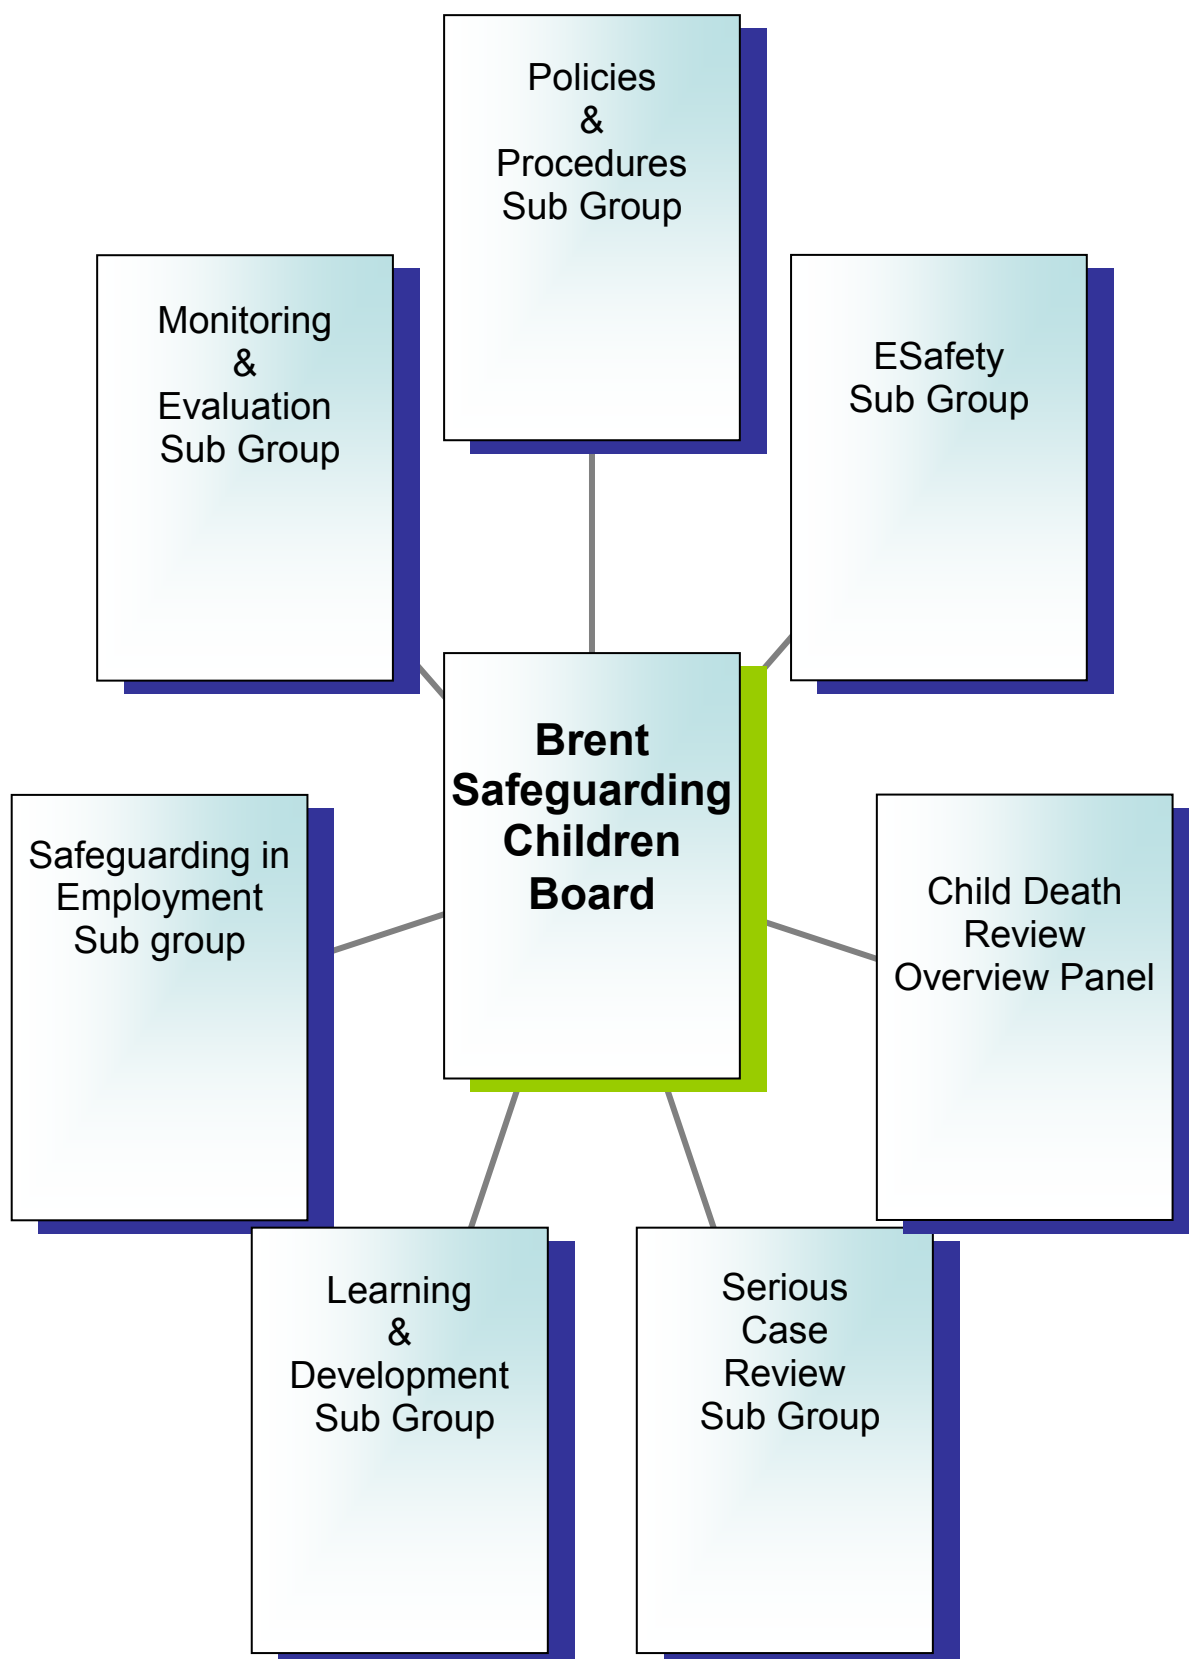 Policies
&
Procedures
Sub Group
Monitoring
&
Evaluation
Sub Group
ESafety
Sub Group
Brent
Safeguarding
Children
Board
Safeguarding in
Employment
Sub group
Child Death
Review
Overview Panel
Learning
&
Development
Sub Group
Serious
Case
Review
Sub Group